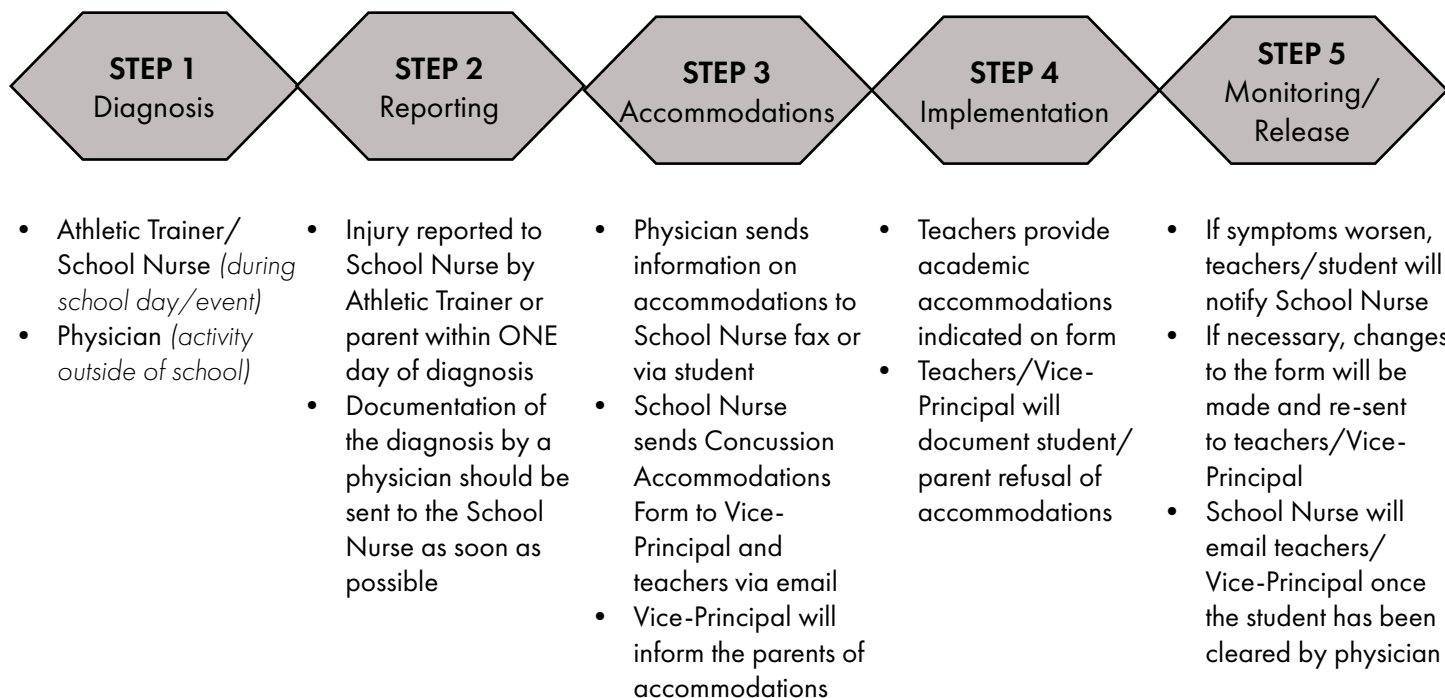 STEP 1
Diagnosis
STEP 2
Reporting
STEP 3
Accommodations
STEP 4
Implementation
STEP 5
Monitoring/
Release
• Athletic Trainer/
School Nurse (during
school day/event)
• Physician (activity
outside of school)
• Injury reported to
School Nurse by
Athletic Trainer or
parent within ONE
day of diagnosis
• Documentation of
the diagnosis by a
physician should be
sent to the School
Nurse as soon as
possible
• Physician sends
information on
accommodations to
School Nurse fax or
via student
• School Nurse
sends Concussion
Accommodations
Form to Vice-
Principal and
teachers via email
• Vice-Principal will
inform the parents of
accommodations
• Teachers provide
academic
accommodations
indicated on form
• Teachers/Vice-
Principal will
document student/
parent refusal of
accommodations
• If symptoms worsen,
teachers/student will
notify School Nurse
• If necessary, changes
to the form will be
made and re-sent
to teachers/Vice-
Principal
• School Nurse will
email teachers/
Vice-Principal once
the student has been
cleared by physician